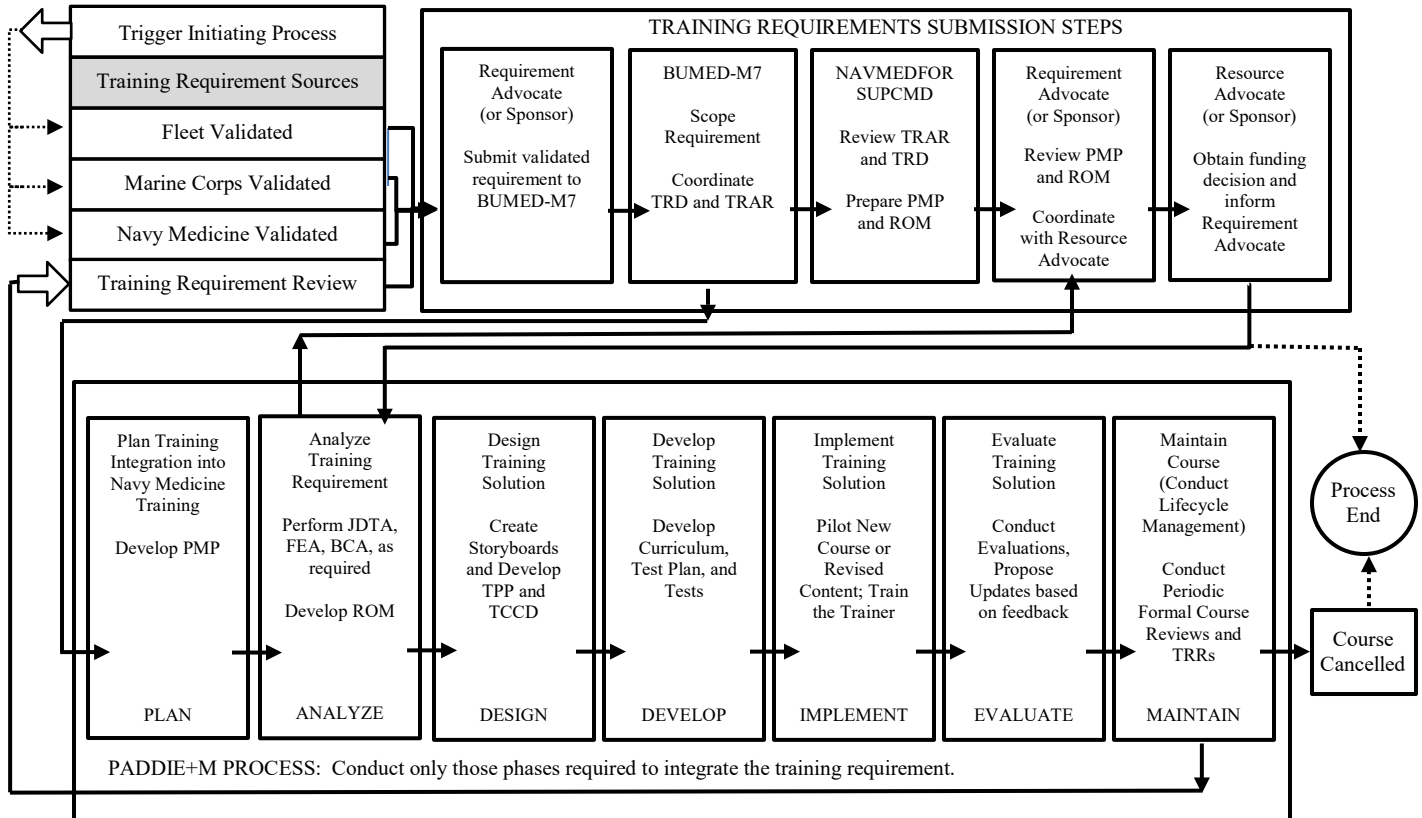 Trigger Initiating Process
Training Requirement Sources
Fleet Validated
Marine Corps Validated
Navy Medicine Validated
Training Requirement Review
TRAINING REQUIREMENTS SUBMISSION STEPS
Requirement
Advocate
(or Sponsor)
Submit validated
requirement to
BUMED-M7
BUMED-M7
Scope
Requirement
Coordinate
TRD and TRAR
NAVMEDFOR
SUPCMD
Review TRAR
and TRD
Prepare PMP
and ROM
Requirement
Advocate
(or Sponsor)
Review PMP
and ROM
Coordinate
with Resource
Advocate
Resource
Advocate
(or Sponsor)
Obtain funding
decision and
inform
Requirement
Advocate
Plan Training
Integration into
Navy Medicine
Training
Develop PMP
PLAN
Analyze
Training
Requirement
Perform JDTA,
FEA, BCA, as
required
Develop ROM
ANALYZE
Design
Training
Solution
Create
Storyboards
and Develop
TPP and
TCCD
DESIGN
Develop
Training
Solution
Develop
Curriculum,
Test Plan, and
Tests
DEVELOP
Implement
Training
Solution
Pilot New
Course or
Revised
Content; Train
the Trainer
IMPLEMENT
Evaluate
Training
Solution
Conduct
Evaluations,
Propose
Updates based
on feedback
EVALUATE
Maintain
Course
(Conduct
Lifecycle
Management)
Conduct
Periodic
Formal Course
Reviews and
TRRs
MAINTAIN
Process
End
Course
Cancelled
PADDIE+M PROCESS: Conduct only those phases required to integrate the training requirement.